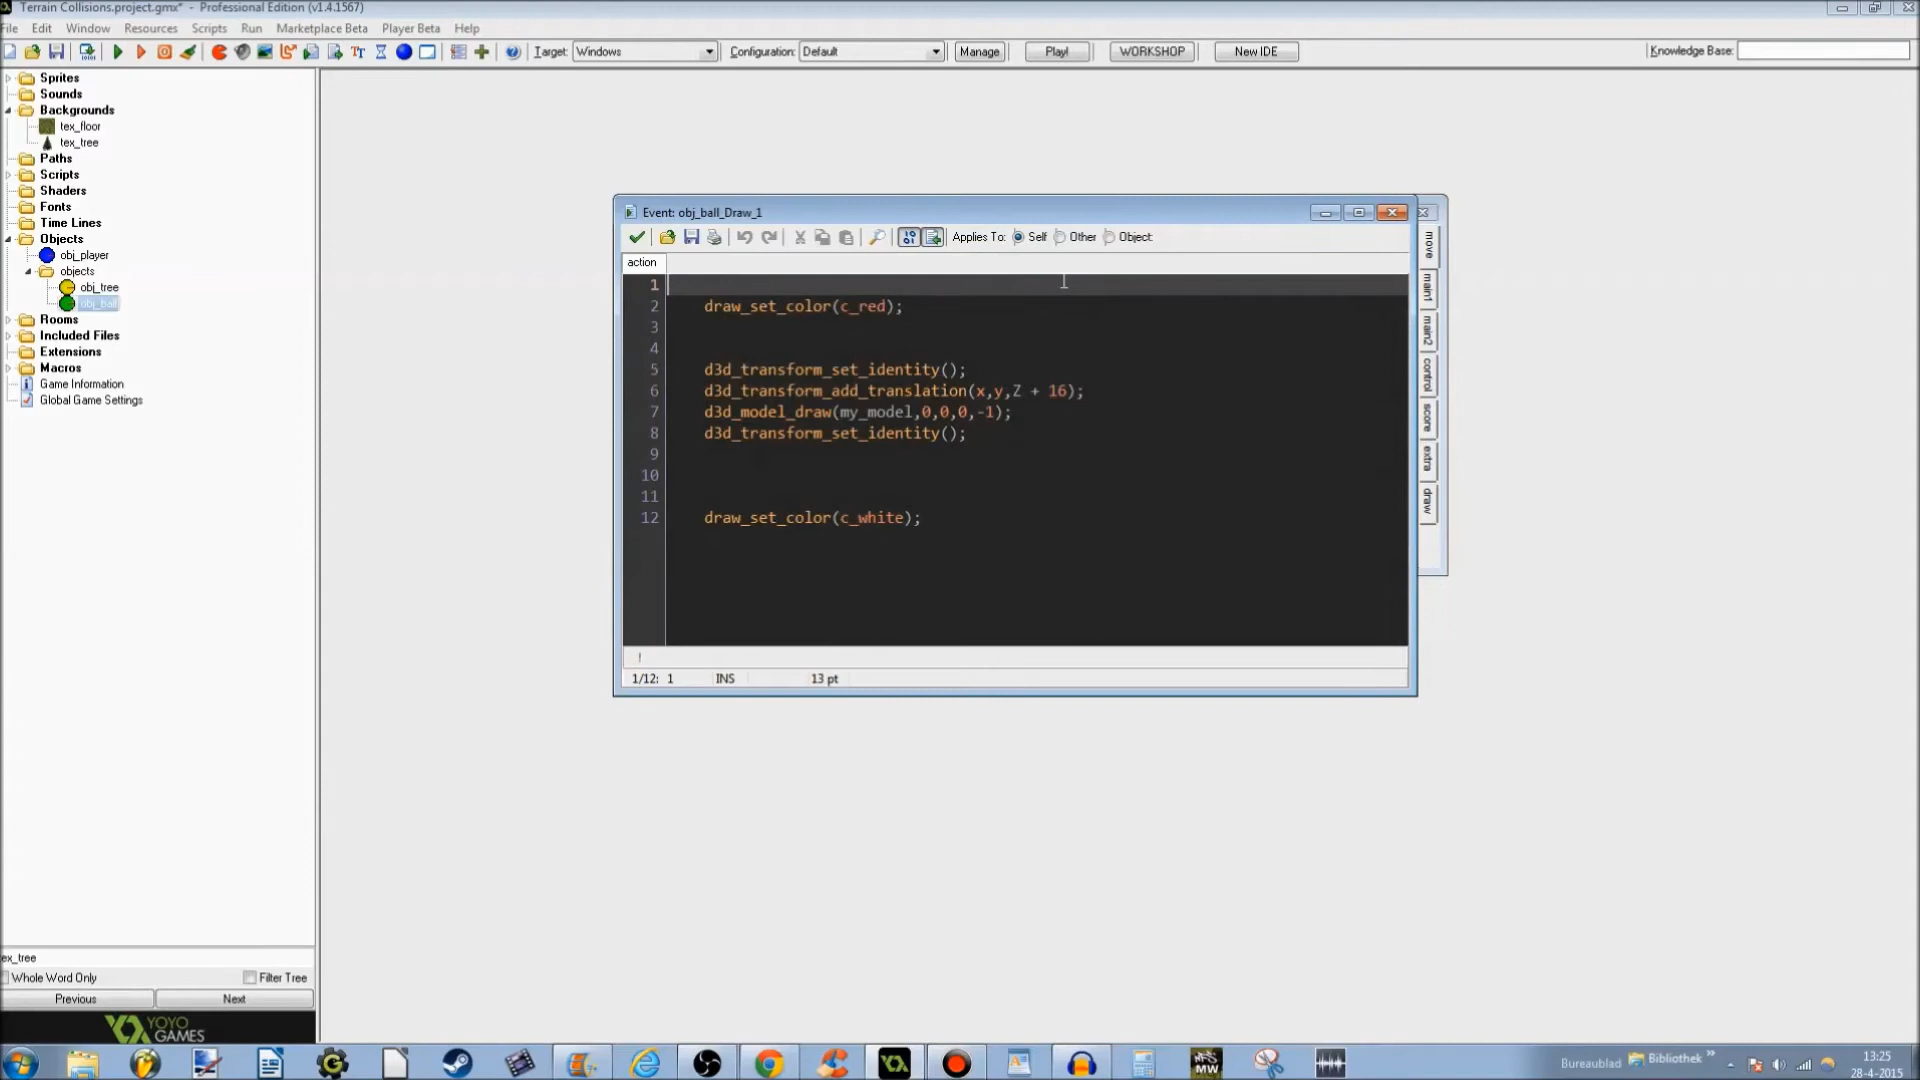 Terrain Collisions.project.gmx* - Professional Edition (v1.4.1567)
File Edit Window Resources Scripts Run Marketplace Beta Player Beta Help
Target: Windows Configuration: Default Manage Play! WORKSHOP New IDE Knowledge Base:
Sprites
Sounds
Backgrounds
tex_floor
tex_tree
Paths
Scripts
Shaders
Fonts
Time Lines
Objects
obj_player
objects
obj_tree
obj_ball
Rooms
Included Files
Extensions
Macros
Game Information
Global Game Settings
Event: obj_ball_Draw_1
Applies To: Self Other Object:
action
1
2 draw_set_color(c_red);
3
4
5 d3d_transform_set_identity();
6 d3d_transform_add_translation(x,y,Z + 16);
7 d3d_model_draw(my_model,0,0,0,-1);
8 d3d_transform_set_identity();
9
10
11
12 draw_set_color(c_white);
1/12: 1 INS 13 pt
move
main1
main2
control
score
extra
draw
ex_tree
Whole Word Only Filter Tree
Previous Next
YOYO
GAMES
MW
Bureaublad Bibliothek »
13:25
28-4-2015